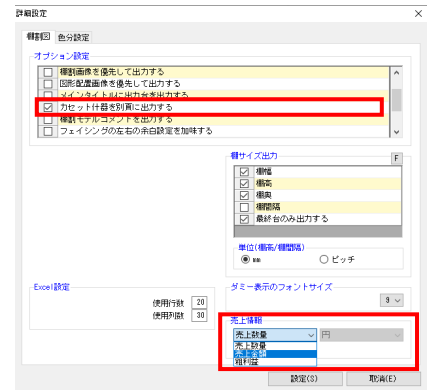 詳細設定
棚割図 色分設定
オプション設定
棚割画像を優先して出力する
図形配置画像を優先して出力する
メインタイトルに出力台を出力する
カセット什器を別頁に出力する
棚割モデルコメントを出力する
フェイシングの左右の余白設定を加味する
棚サイズ出力
F
棚幅
棚高
棚奥
棚間隔
最終台のみ出力する
単位(棚高/棚間隔)
mm
ピッチ
Excel設定
使用行数 20
使用列数 30
ダミー表示のフォントサイズ
9
売上情報
売上数量
円
売上数量
売上金額
粗利益
設定(S)
取消(E)